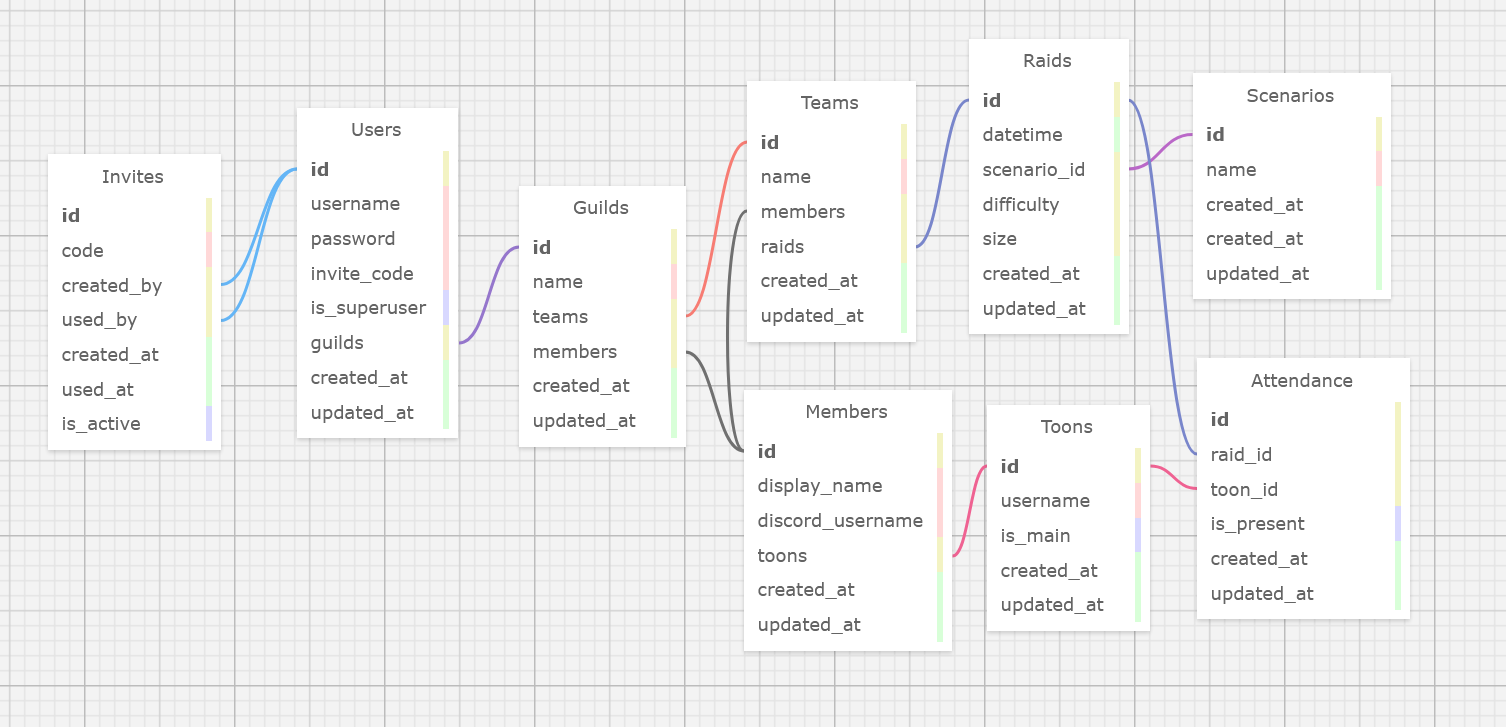 Invites
id
code
created_by
used_by
created_at
used_at
is_active
Users
id
username
password
invite_code
is_superuser
guilds
created_at
updated_at
Guilds
id
name
teams
members
created_at
updated_at
Teams
id
name
members
raids
created_at
updated_at
Members
id
display_name
discord_username
toons
created_at
updated_at
Raids
id
datetime
scenario_id
difficulty
size
created_at
updated_at
Toons
id
username
is_main
created_at
updated_at
Scenarios
id
name
created_at
created_at
updated_at
Attendance
id
raid_id
toon_id
is_present
created_at
updated_at